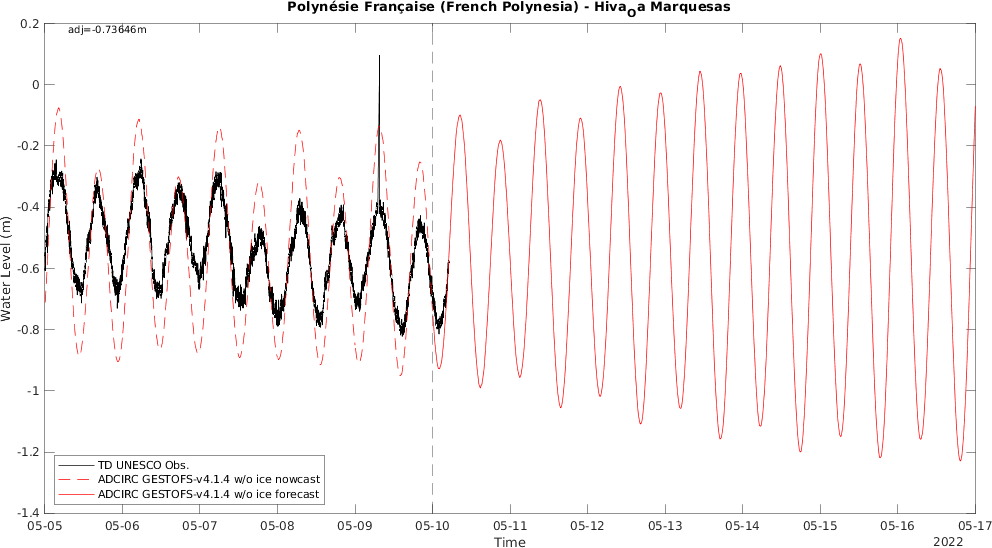 Polynésie Française (French Polynesia) - Hiva_Oa Marquesas
adj=-0.73646m
0.2
0
-0.2
-0.4
-0.6
-0.8
-1
-1.2
-1.4
Water Level (m)
TD UNESCO Obs.
ADCIRC GESTOFS-v4.1.4 w/o ice nowcast
ADCIRC GESTOFS-v4.1.4 w/o ice forecast
05-05 05-06 05-07 05-08 05-09 05-10 05-11 05-12 05-13 05-14 05-15 05-16 05-17
Time
2022